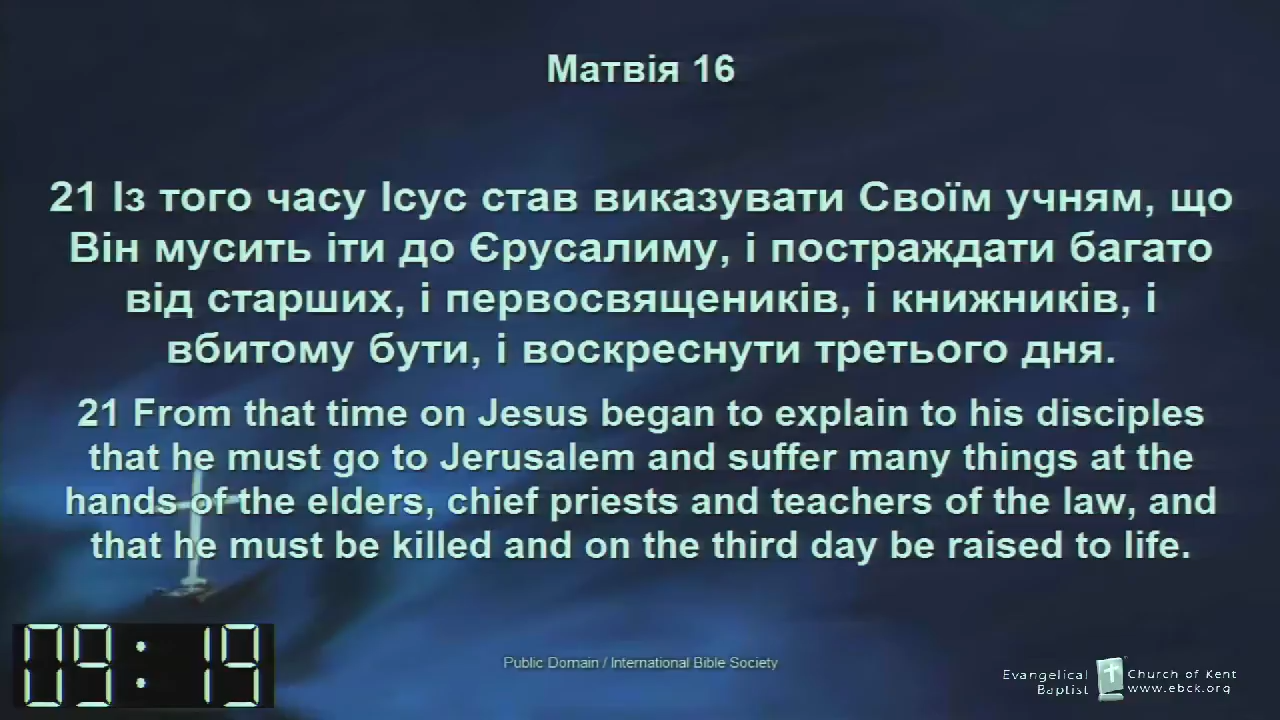 Матвія 16
21 Із того часу Ісус став виказувати Своїм учням, що
Він мусить іти до Єрусалиму, і постраждати багато
від старших, і первосвящеників, і книжників, і
вбитому бути, і воскреснути третього дня.
21 From that time on Jesus began to explain to his disciples
that he must go to Jerusalem and suffer many things at the
hands of the elders, chief priests and teachers of the law, and
that he must be killed and on the third day be raised to life.
09:19
Public Domain / International Bible Society
Evangelical Church of Kent
Baptist www.ebck.org